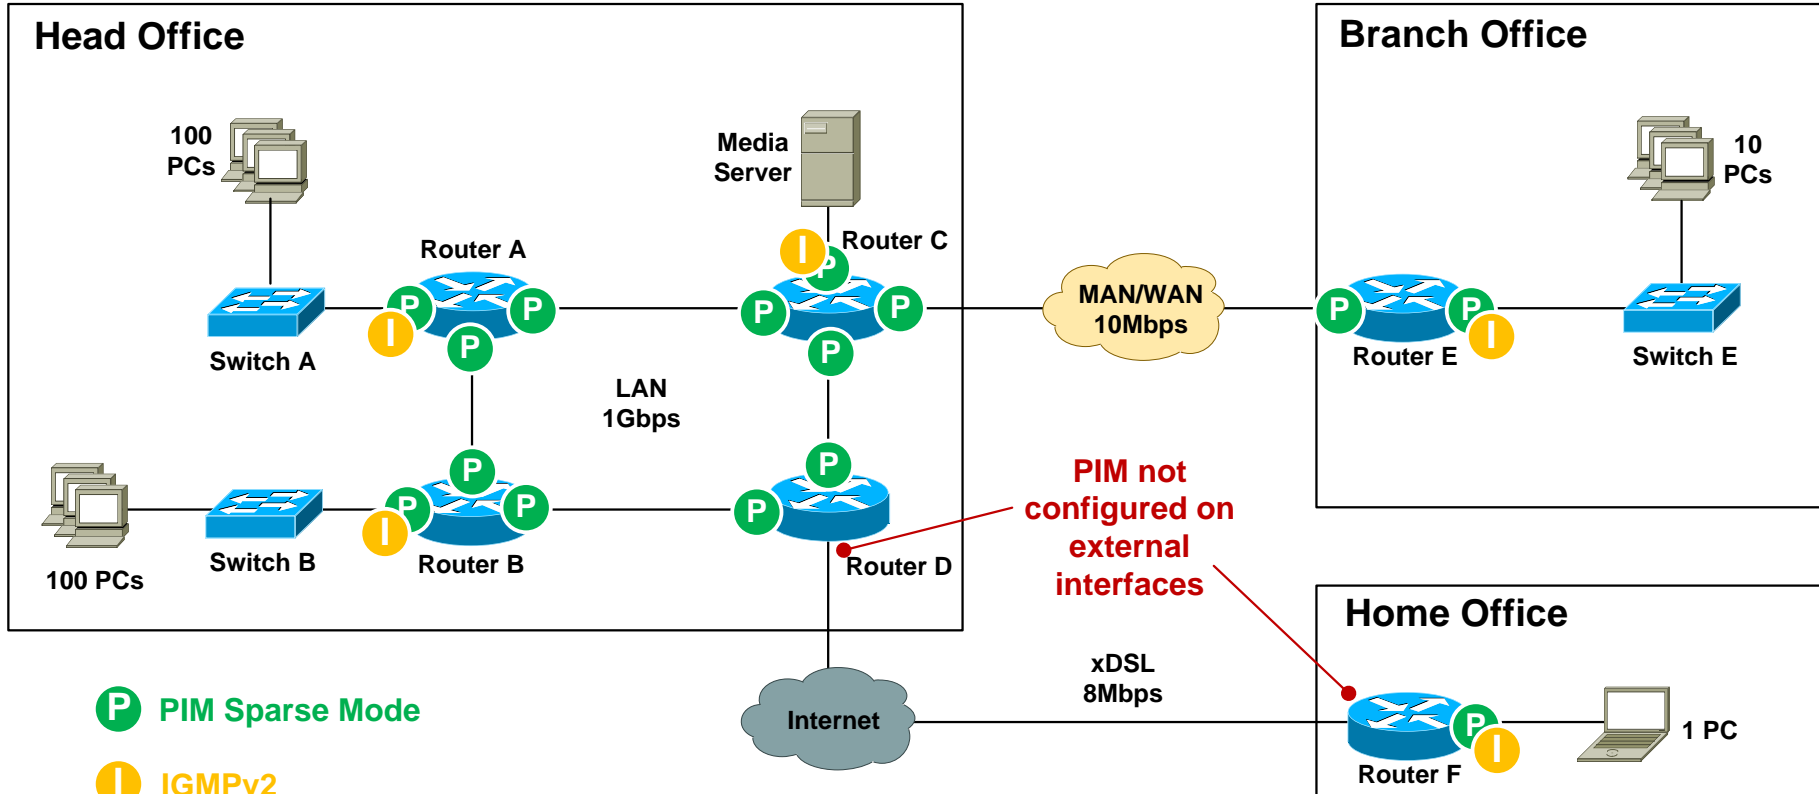 Head Office
Branch Office
100
PCs
Media
Server
10
PCs
Router A
Router C
I
P
P
P
P
I
P
P
P
P
MAN/WAN
10Mbps
P
P
I
Switch A
Router E
Switch E
LAN
1Gbps
P
P
P
P
I
P
P
PIM not
configured on
external
interfaces
Switch B
Router B
Router D
100 PCs
Home Office
xDSL
8Mbps
P PIM Sparse Mode
Internet
P
I
1 PC
Router F
I IGMPv2